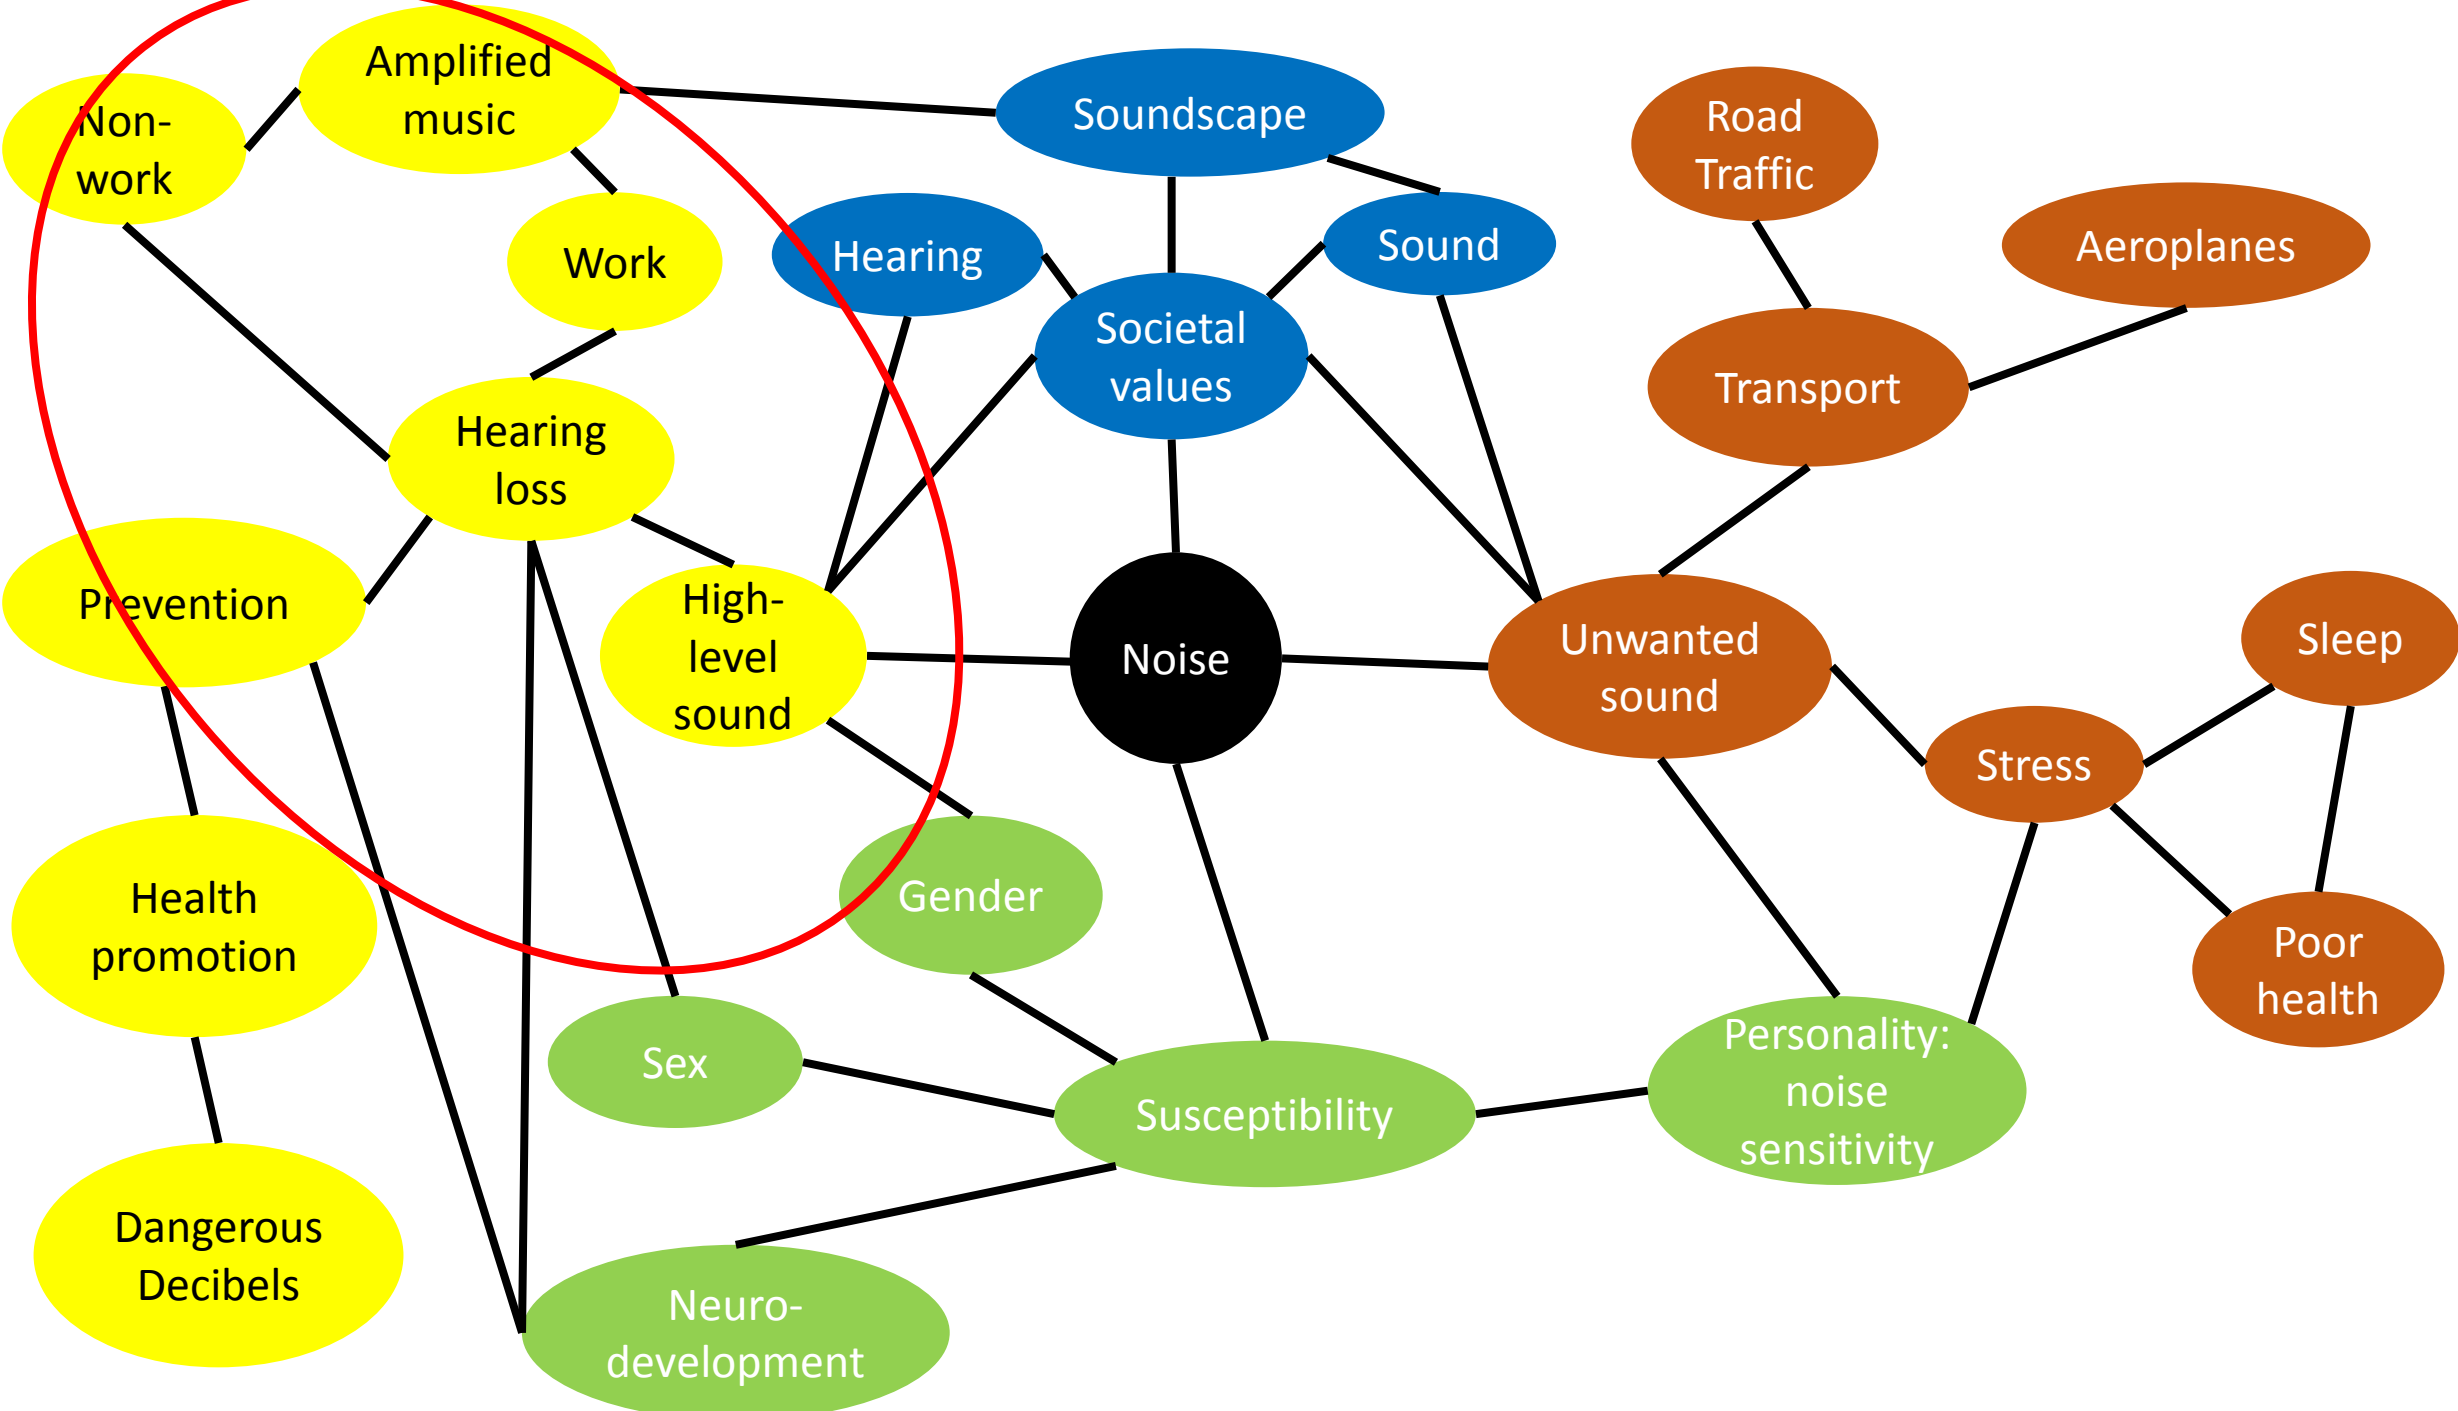 Amplified
music
Non-
work
Work
Soundscape
Hearing
Sound
Societal
values
Road
Traffic
Aeroplanes
Transport
Hearing
loss
Prevention
High-
level
sound
Noise
Unwanted
sound
Sleep
Stress
Poor
health
Health
promotion
Gender
Sex
Susceptibility
Personality:
noise
sensitivity
Dangerous
Decibels
Neuro-
development